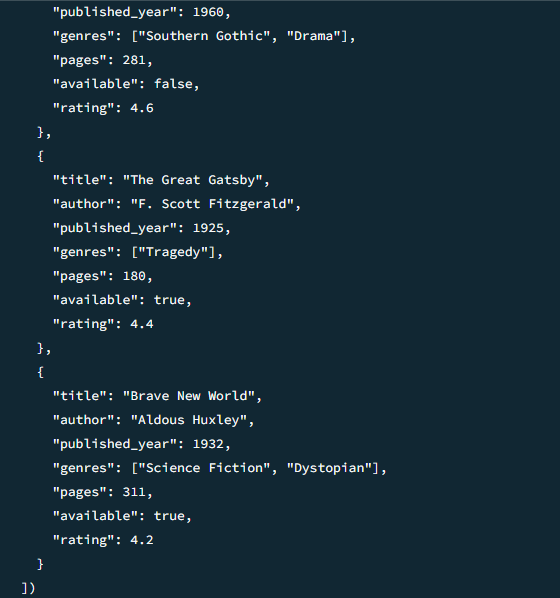 "published_year": 1960,
"genres": ["Southern Gothic", "Drama"],
"pages": 281,
"available": false,
"rating": 4.6
},
{
"title": "The Great Gatsby",
"author": "F. Scott Fitzgerald",
"published_year": 1925,
"genres": ["Tragedy"],
"pages": 180,
"available": true,
"rating": 4.4
},
{
"title": "Brave New World",
"author": "Aldous Huxley",
"published_year": 1932,
"genres": ["Science Fiction", "Dystopian"],
"pages": 311,
"available": true,
"rating": 4.2
}
])